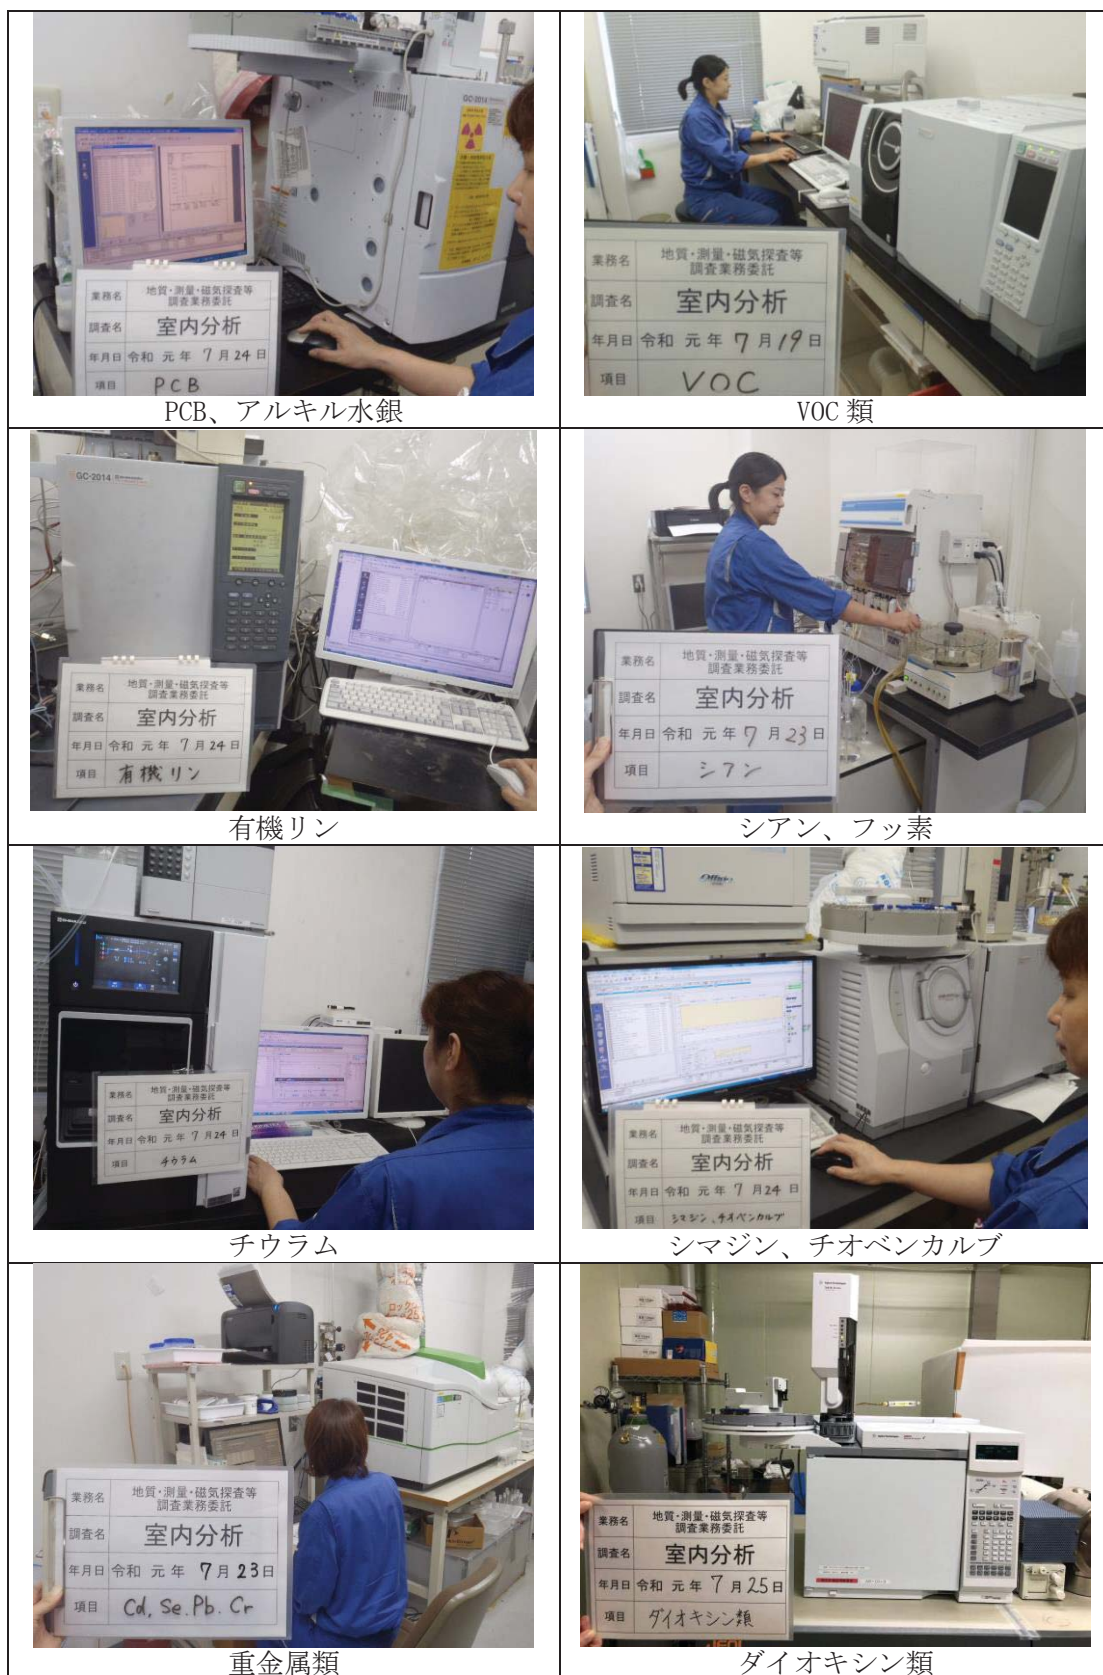 GC-2014
業務名 地質・測量・磁気探査等
調査業務委託
調査名 室内分析
年月日 令和 元 年 7 月 24 日
項目 PCB
PCB、アルキル水銀
業務名 地質・測量・磁気探査等
調査業務委託
調査名 室内分析
年月日 令和 元 年 7 月 19 日
項目 VOC
VOC 類
GC-2014
業務名 地質・測量・磁気探査等
調査業務委託
調査名 室内分析
年月日 令和 元 年 7 月 24 日
項目 有機リン
有機リン
業務名 地質・測量・磁気探査等
調査業務委託
調査名 室内分析
年月日 令和 元 年 7 月 23 日
項目 シアン
シアン、フッ素
業務名 地質・測量・磁気探査等
調査業務委託
調査名 室内分析
年月日 令和 元 年 7 月 24 日
項目 チウラム
チウラム
業務名 地質・測量・磁気探査等
調査業務委託
調査名 室内分析
年月日 令和 元 年 7 月 24 日
項目 シマジン、チオベンカルブ
シマジン、チオベンカルブ
ロック
業務名 地質・測量・磁気探査等
調査業務委託
調査名 室内分析
年月日 令和 元 年 7 月 23 日
項目 Cd, Se. Pb. Cr
重金属類
業務名 地質・測量・磁気探査等
調査業務委託
調査名 室内分析
年月日 令和 元 年 7 月 25 日
項目 ダイオキシン類
ダイオキシン類